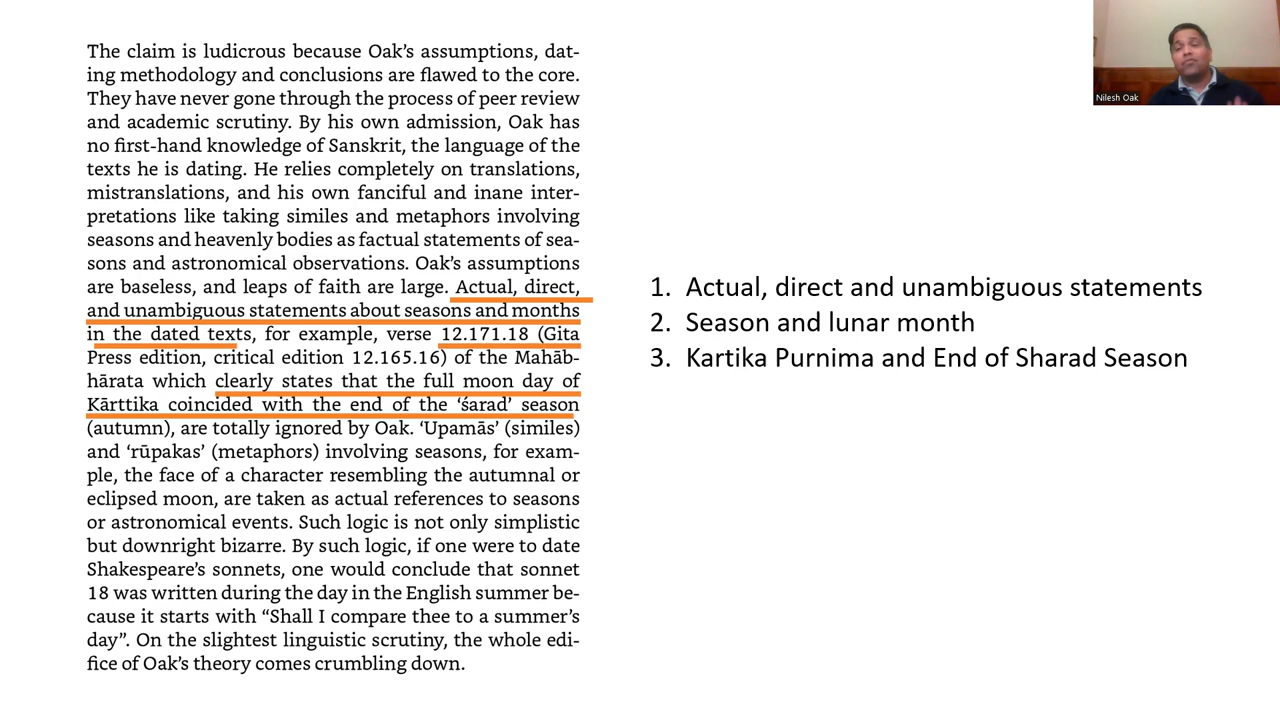 The claim is ludicrous because Oak’s assumptions, dat-
ing methodology and conclusions are flawed to the core.
They have never gone through the process of peer review
and academic scrutiny. By his own admission, Oak has
no first-hand knowledge of Sanskrit, the language of the
texts he is dating. He relies completely on translations,
mistranslations, and his own fanciful and inane inter-
pretations like taking similes and metaphors involving
seasons and heavenly bodies as factual statements of sea-
sons and astronomical observations. Oak’s assumptions
are baseless, and leaps of faith are large. Actual, direct,
and unambiguous statements about seasons and months
in the dated texts, for example, verse 12.171.18 (Gita
Press edition, critical edition 12.165.16) of the Mahāb-
hārata which clearly states that the full moon day of
Kārttika coincided with the end of the ‘śarad’ season
(autumn), are totally ignored by Oak. ‘Upamās’ (similes)
and ‘rūpakas’ (metaphors) involving seasons, for exam-
ple, the face of a character resembling the autumnal or
eclipsed moon, are taken as actual references to seasons
or astronomical events. Such logic is not only simplistic
but downright bizarre. By such logic, if one were to date
Shakespeare’s sonnets, one would conclude that sonnet
18 was written during the day in the English summer be-
cause it starts with “Shall I compare thee to a summer’s
day”. On the slightest linguistic scrutiny, the whole edi-
fice of Oak’s theory comes crumbling down.
1. Actual, direct and unambiguous statements
2. Season and lunar month
3. Kartika Purnima and End of Sharad Season
Nilesh Oak